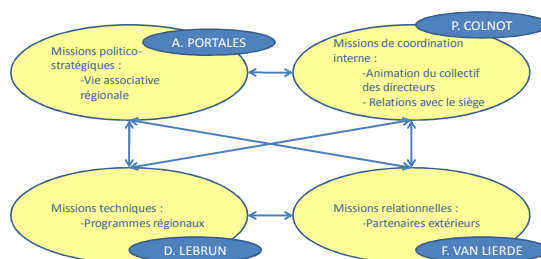 A. PORTALES
Missions politico-
stratégiques :
-Vie associative
régionale
P. COLNOT
Missions de coordination
interne :
-Animation du collectif
des directeurs
- Relations avec le siège
Missions techniques :
-Programmes régionaux
D. LEBRUN
Missions relationnelles :
-Partenaires extérieurs
F. VAN LIERDE